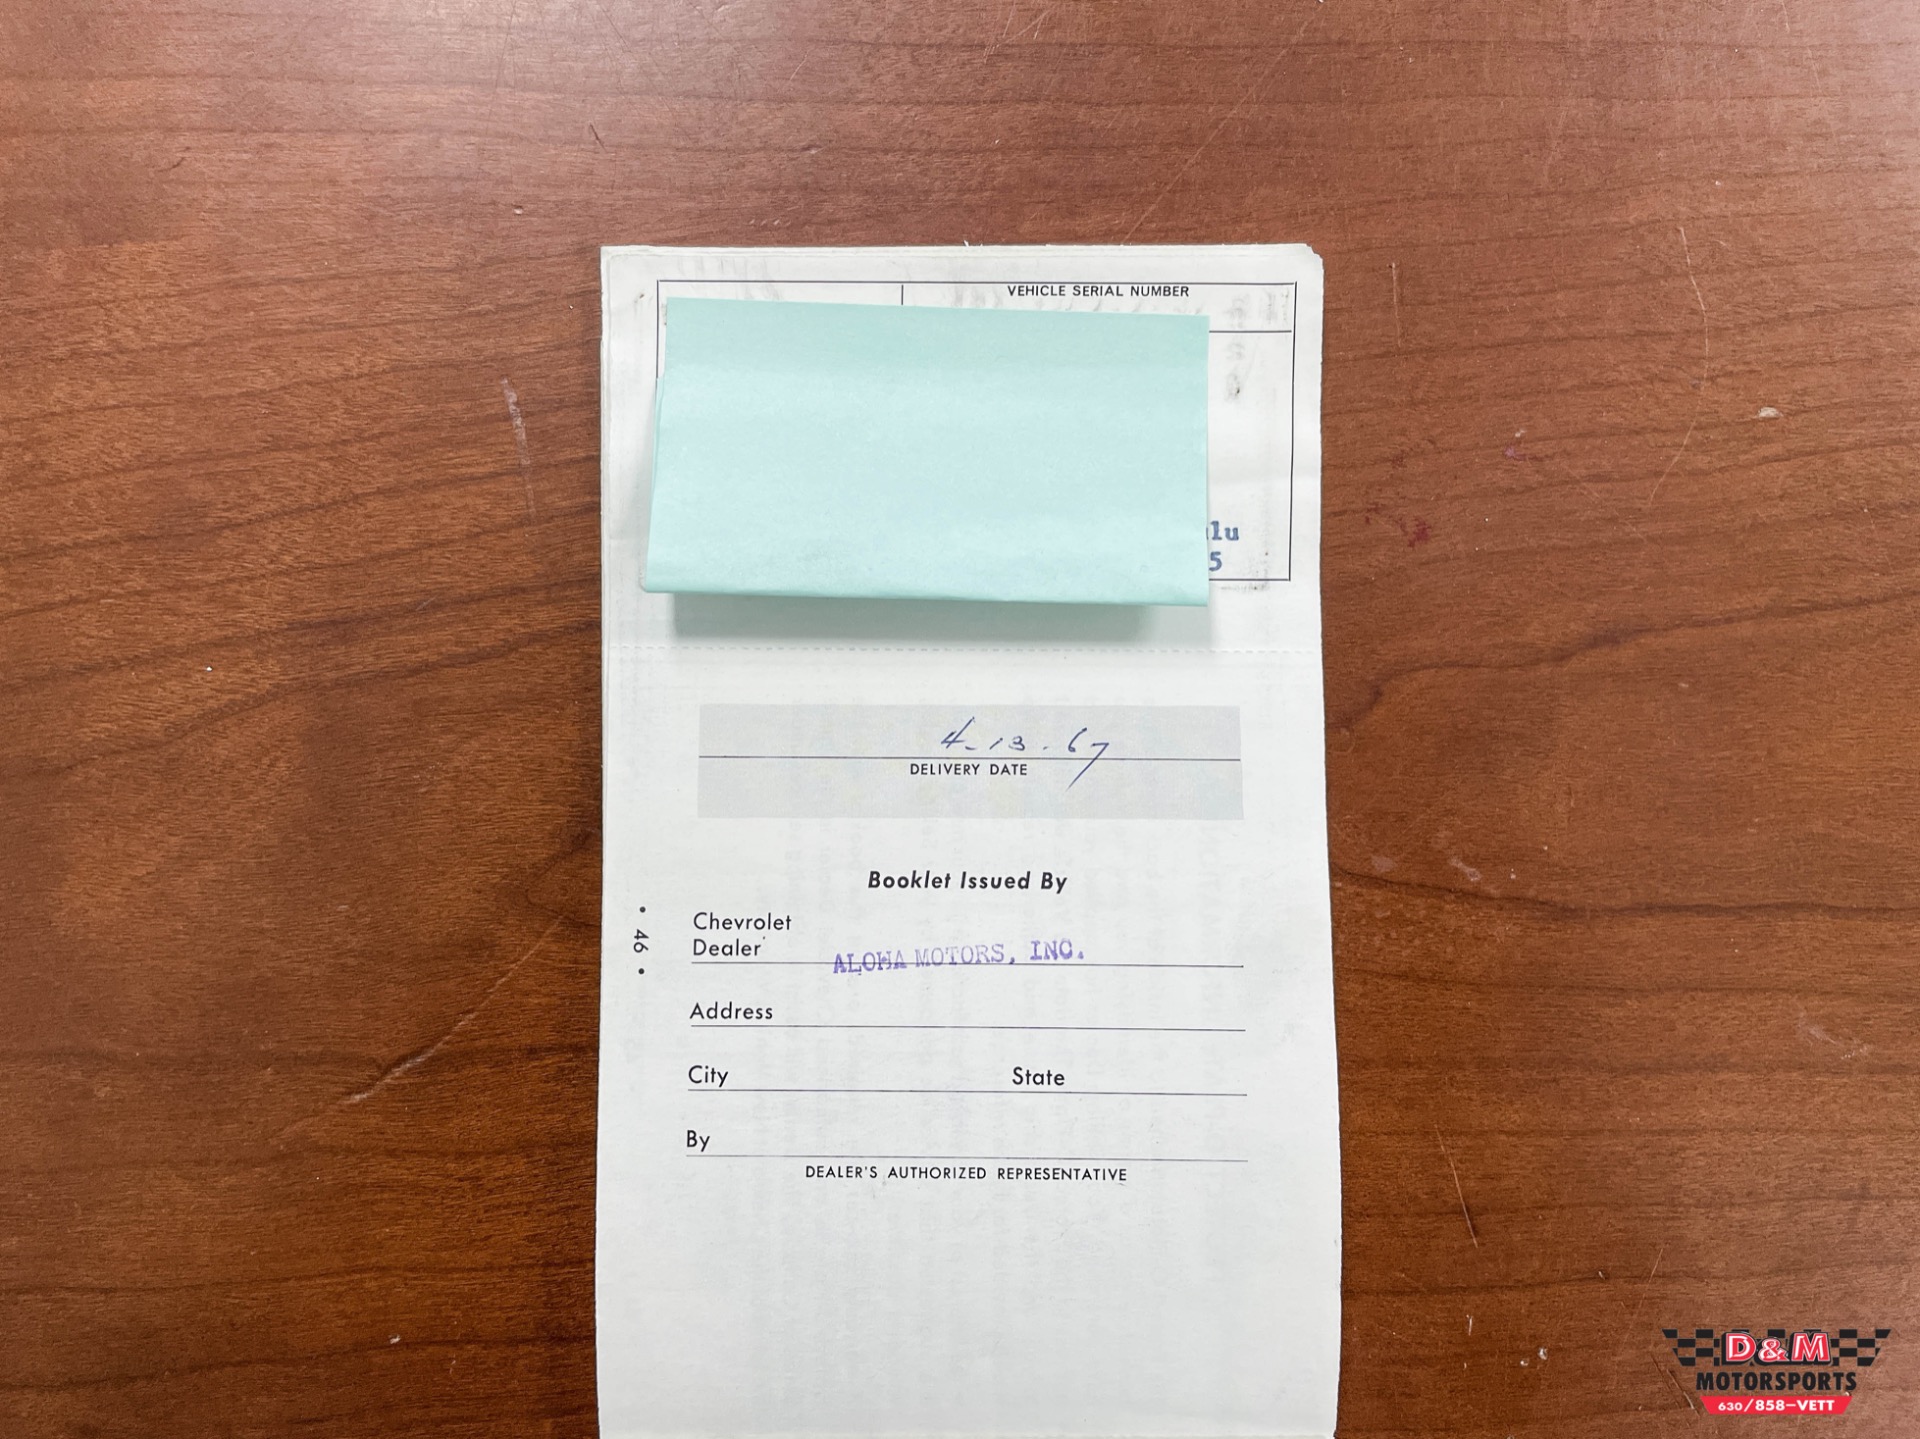 VEHICLE SERIAL NUMBER
lu
5
4-13-67
DELIVERY DATE
Booklet Issued By
Chevrolet
Dealer ALOHA MOTORS, INC.
• 46 •
Address
City State
By
DEALER'S AUTHORIZED REPRESENTATIVE
D&M
MOTORSPORTS
630/858-VETT